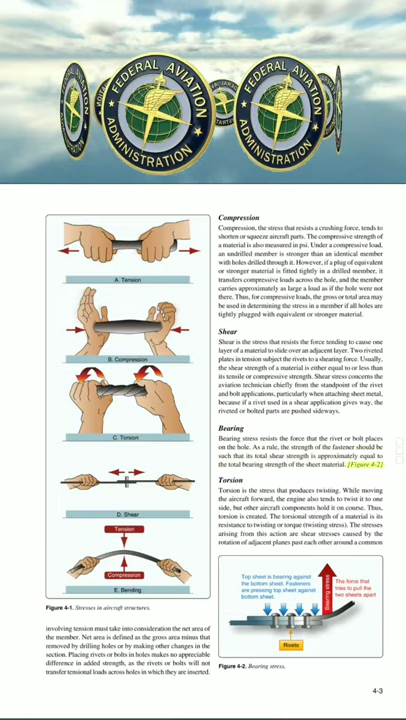 FEDERAL AVIATION
ADMINISTRATION
FEDERAL AVIATION
ADMINISTRATION
A. Tension
B. Compression
C. Torsion
D. Shear
Tension
Compression
E. Bending
Figure 4-1. Stresses in aircraft structures.
involving tension must take into consideration the net area of
the member. Net area is defined as the gross area minus that
removed by drilling holes or by making other changes in the
section. Placing rivets or bolts in holes makes no appreciable
difference in added strength, as the rivets or bolts will not
transfer tensional loads across holes in which they are inserted.
Compression
Compression, the stress that resists a crushing force, tends to
shorten or squeeze aircraft parts. The compressive strength of
a material is also measured in psi. Under a compressive load,
an undrilled member is stronger than an identical member
with holes drilled through it. However, if a plug of equivalent
or stronger material is fitted tightly in a drilled member, it
transfers compressive loads across the hole, and the member
carries approximately as large a load as if the hole were not
there. Thus, for compressive loads, the gross or total area may
be used in determining the stress in a member if all holes are
tightly plugged with equivalent or stronger material.
Shear
Shear is the stress that resists the force tending to cause one
layer of a material to slide over an adjacent layer. Two riveted
plates in tension subject the rivets to a shearing force. Usually,
the shear strength of a material is either equal to or less than
its tensile or compressive strength. Shear stress concerns the
aviation technician chiefly from the standpoint of the rivet
and bolt applications, particularly when attaching sheet metal,
because if a rivet used in a shear application gives way, the
riveted or bolted parts are pushed sideways.
Bearing
Bearing stress resists the force that the rivet or bolt places
on the hole. As a rule, the strength of the fastener should be
such that its total shear strength is approximately equal to
the total bearing strength of the sheet material. [Figure 4-2]
Torsion
Torsion is the stress that produces twisting. While moving
the aircraft forward, the engine also tends to twist it to one
side, but other aircraft components hold it on course. Thus,
torsion is created. The torsional strength of a material is its
resistance to twisting or torque (twisting stress). The stresses
arising from this action are shear stresses caused by the
rotation of adjacent planes past each other around a common
Top sheet is bearing against
the bottom sheet. Fasteners
are pressing top sheet against
bottom sheet.
Bearing stress
The force that
tries to pull the
two sheets apart
Rivets
Figure 4-2. Bearing stress.
4-3